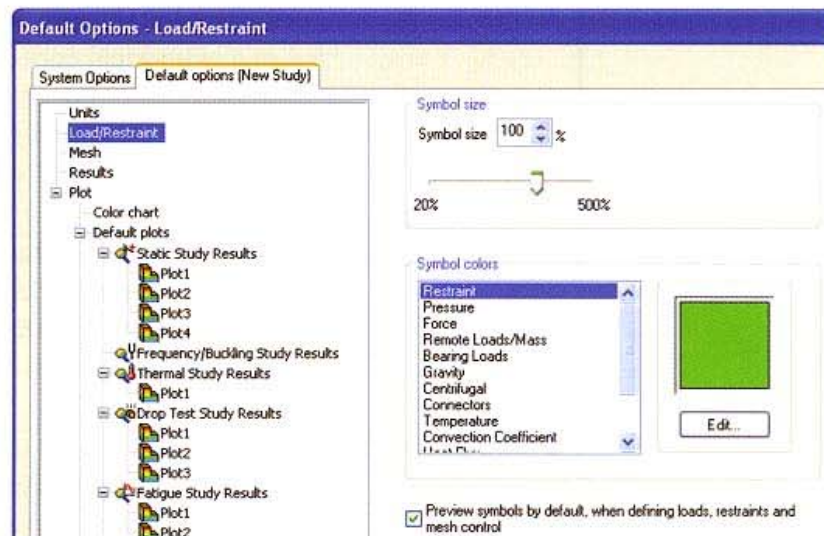 Default Options - Load/Restraint
System Options
Default options (New Study)
Units
Load/Restraint
Mesh
Results
Plot
Color chart
Default plots
Static Study Results
Plot1
Plot2
Plot3
Plot4
Frequency/Buckling Study Results
Thermal Study Results
Plot1
Drop Test Study Results
Plot1
Plot2
Plot3
Fatigue Study Results
Plot1
Plot2
Symbol size
Symbol size 100 %
20% 500%
Symbol colors
Restraint
Pressure
Force
Remote Loads/Mass
Bearing Loads
Gravity
Centrifugal
Connectors
Temperature
Convection Coefficient
Heat Flux
Edit...
Preview symbols by default, when defining loads, restraints and
mesh control